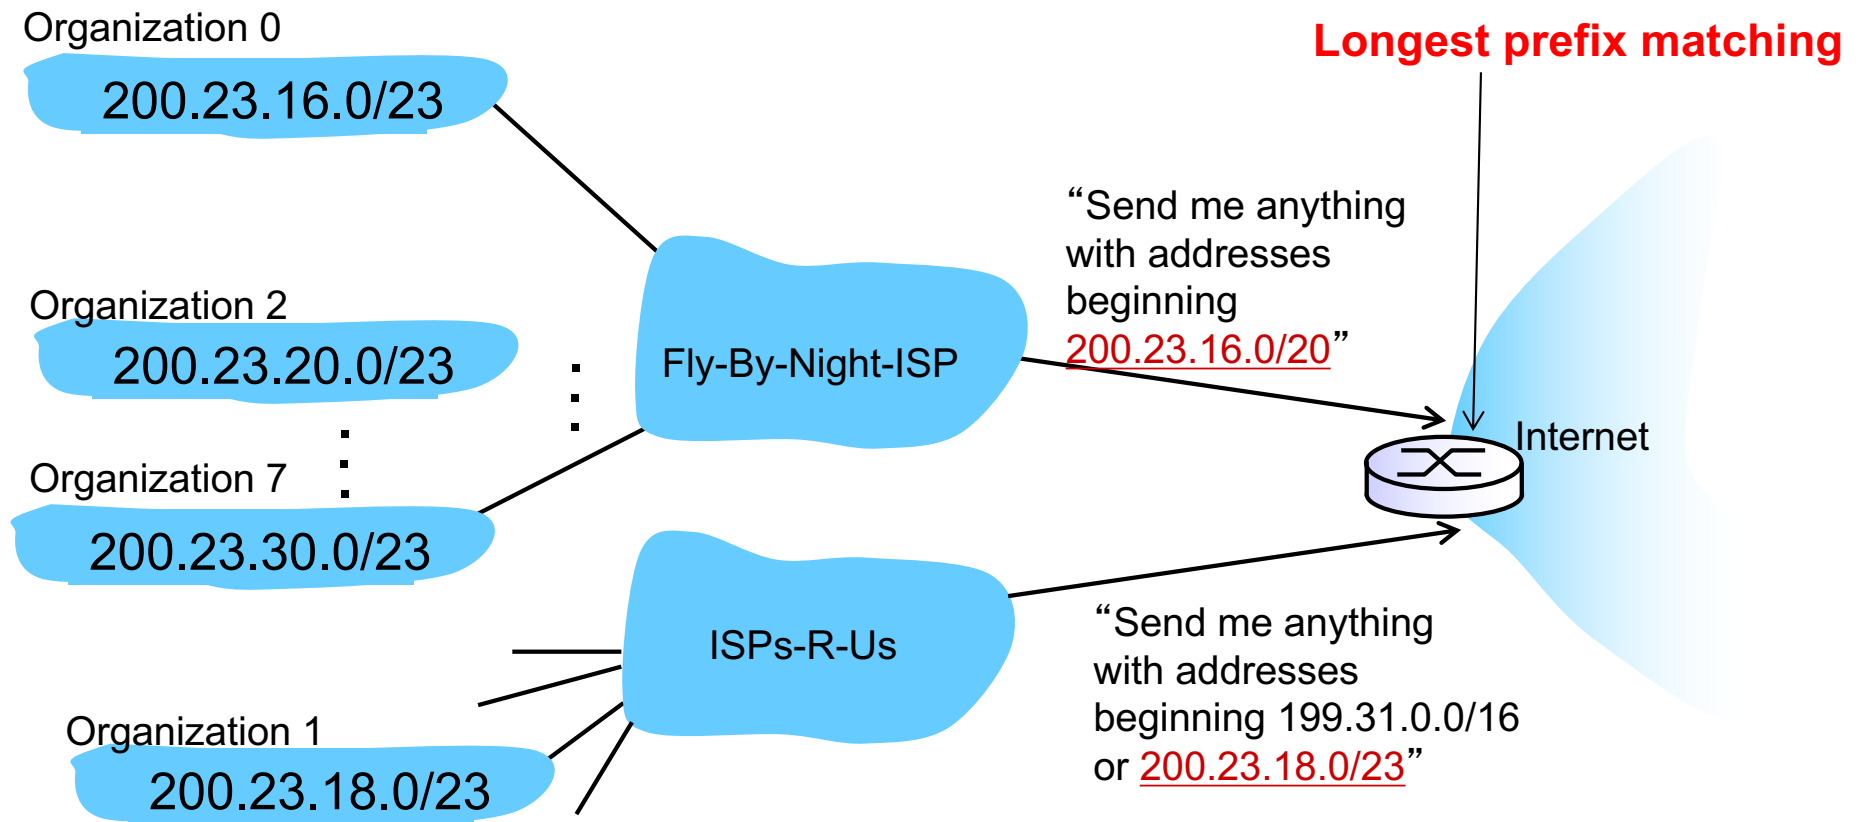 Organization 0
200.23.16.0/23
Organization 2
200.23.20.0/23
Organization 7
200.23.30.0/23
Organization 1
200.23.18.0/23
Fly-By-Night-ISP
ISPs-R-Us
“Send me anything
with addresses
beginning
200.23.16.0/20”
“Send me anything
with addresses
beginning 199.31.0.0/16
or 200.23.18.0/23”
Longest prefix matching
Internet